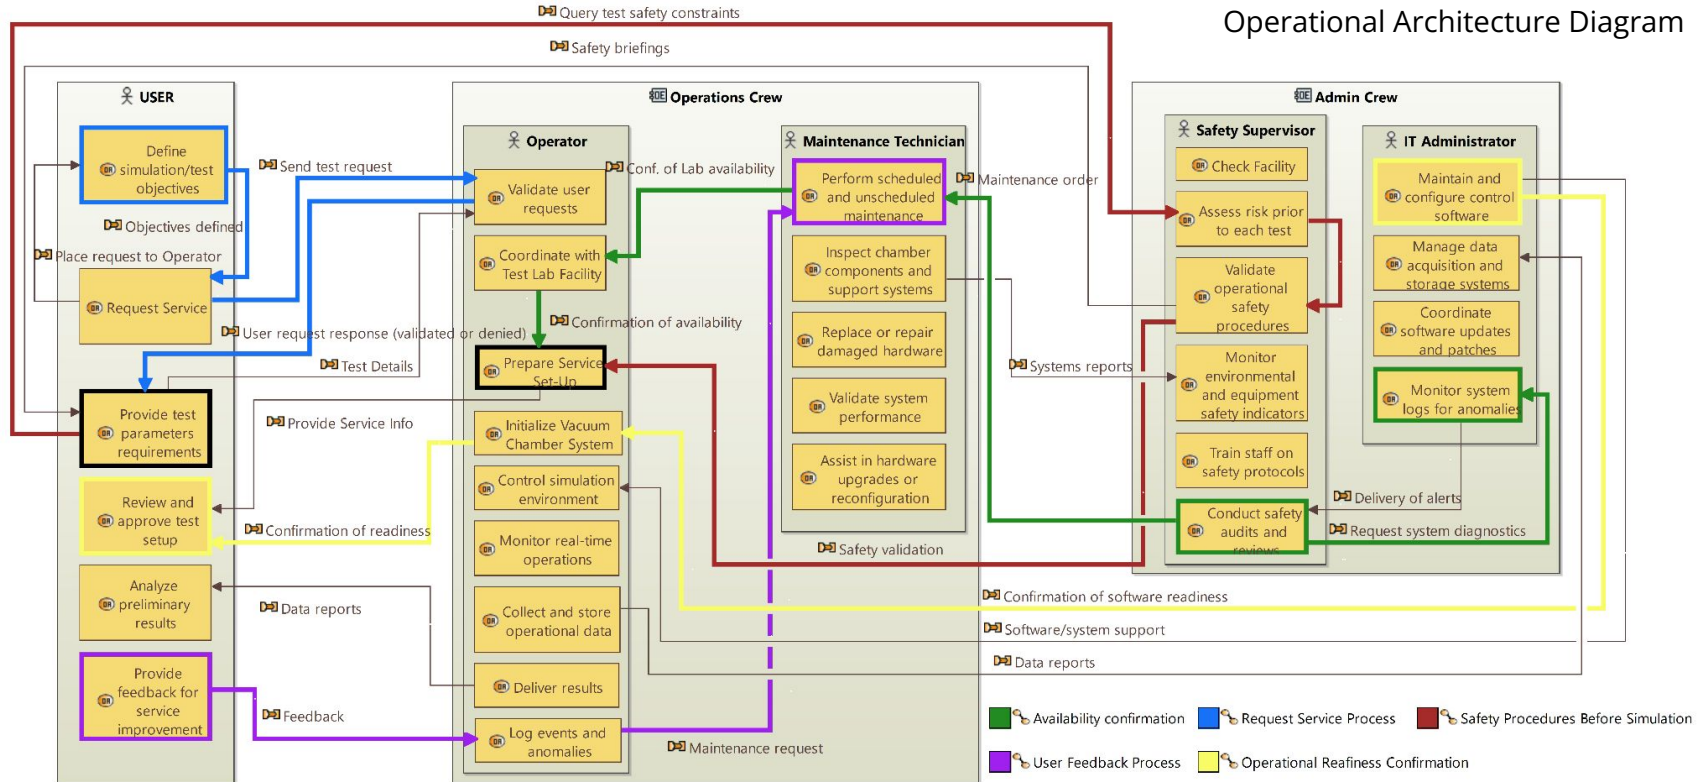 Operational Architecture Diagram
Query test safety constraints
Safety briefings
USER
Define
simulation/test
objectives
Send test request
Objectives defined
Place request to Operator
Request Service
User request response (validated or denied)
Test Details
Provide test
parameters
requirements
Provide Service Info
Review and
approve test
setup
Confirmation of readiness
Analyze
preliminary
results
Data reports
Provide
feedback for
service
improvement
Feedback
OE
Operations Crew
Operator
Validate user
requests
Conf. of Lab availability
Coordinate with
Test Lab Facility
Confirmation of availability
Prepare Service
Set-Up
Initialize Vacuum
Chamber System
Control simulation
environment
Monitor real-time
operations
Collect and store
operational data
Deliver results
Log events and
anomalies
Maintenance request
Maintenance Technician
Perform scheduled
and unscheduled
maintenance
Maintenance order
Inspect chamber
components and
support systems
Replace or repair
damaged hardware
Systems reports
Validate system
performance
Assist in hardware
upgrades or
reconfiguration
Safety validation
OE
Admin Crew
Safety Supervisor
Check Facility
Assess risk prior
to each test
Validate
operational
safety
procedures
Monitor
environmental
and equipment
safety indicators
Train staff on
safety protocols
Conduct safety
audits and
reviews
IT Administrator
Maintain and
configure control
software
Manage data
acquisition and
storage systems
Coordinate
software updates
and patches
Monitor system
logs for anomalies
Delivery of alerts
Request system diagnostics
Confirmation of software readiness
Software/system support
Data reports
Availability confirmation
Request Service Process
Safety Procedures Before Simulation
User Feedback Process
Operational Reafiness Confirmation